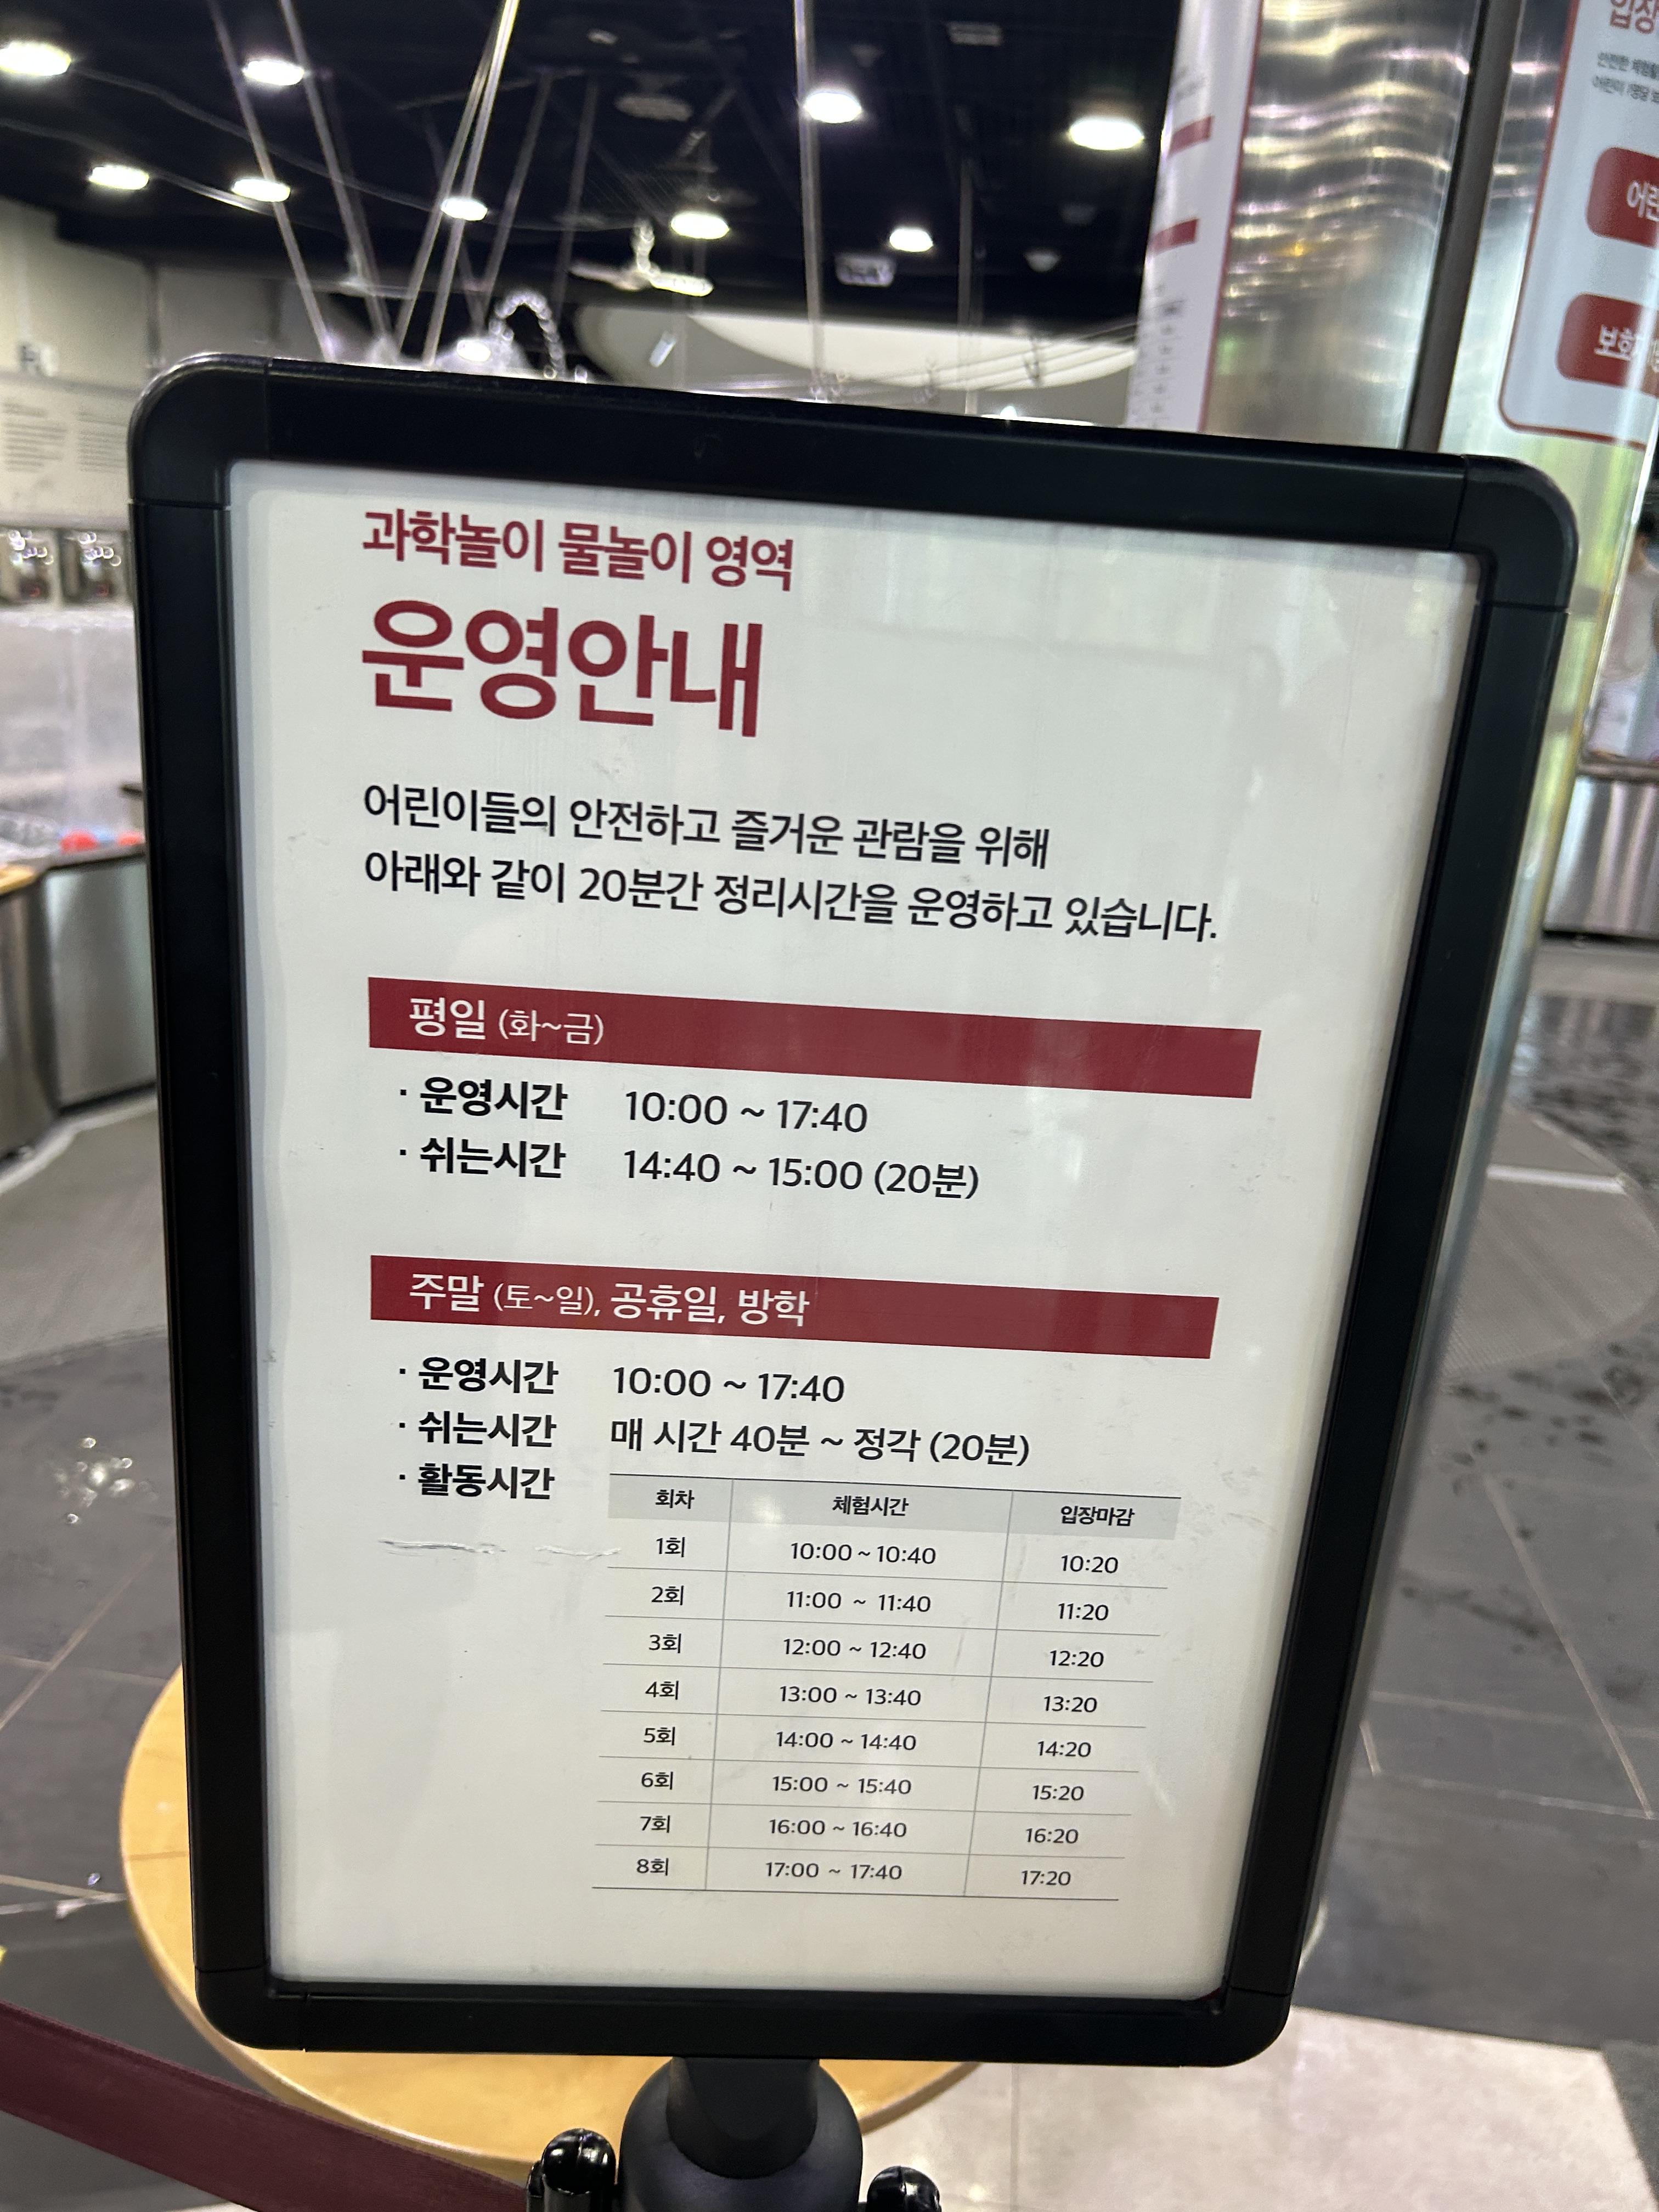 과학놀이 물놀이 영역
운영안내
어린이들의 안전하고 즐거운 관람을 위해
아래와 같이 20분간 정리시간을 운영하고 있습니다.
평일 (화~금)
· 운영시간 10:00 ~ 17:40
· 쉬는시간 14:40 ~ 15:00 (20분)
주말 (토~일), 공휴일, 방학
· 운영시간 10:00 ~ 17:40
· 쉬는시간 매 시간 40분 ~ 정각 (20분)
· 활동시간
회차 체험시간 입장마감
1회 10:00 ~ 10:40 10:20
2회 11:00 ~ 11:40 11:20
3회 12:00 ~ 12:40 12:20
4회 13:00 ~ 13:40 13:20
5회 14:00 ~ 14:40 14:20
6회 15:00 ~ 15:40 15:20
7회 16:00 ~ 16:40 16:20
8회 17:00 ~ 17:40 17:20